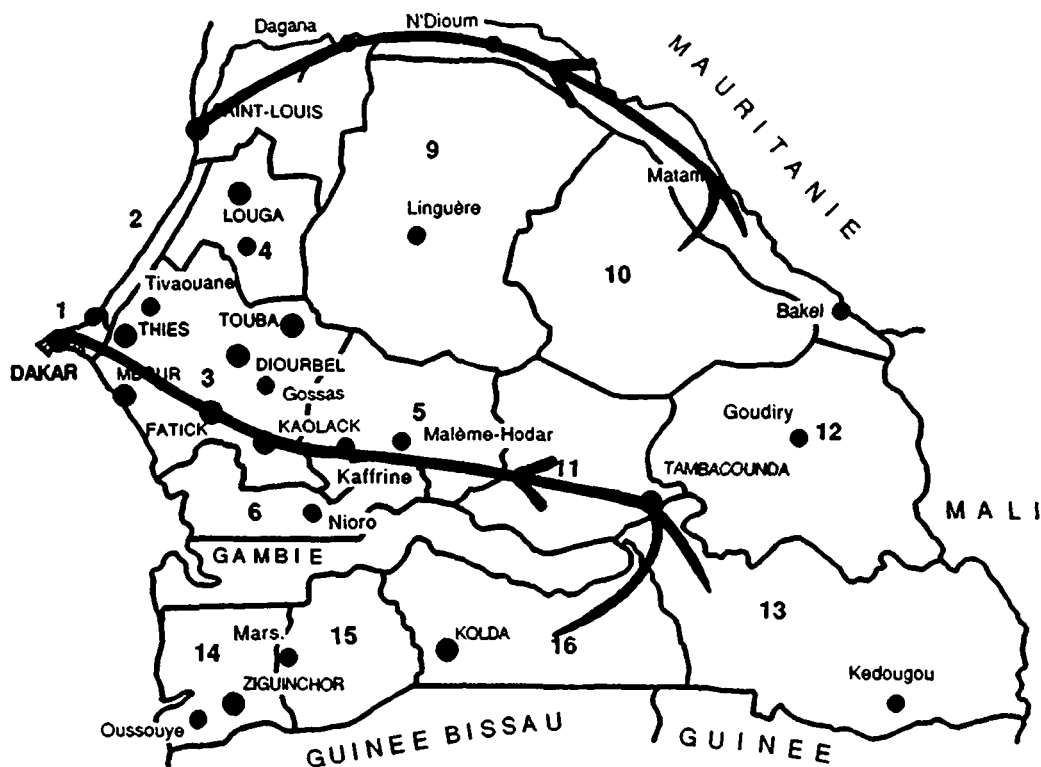 N'Dioum
Dagana
MAURITANIE
SAINT-LOUIS
9
Matam
2
LOUGA
Linguère
4
10
Tivaouane
1
THIES
TOUBA
Bakel
DAKAR
MBOUR
3
DIOURBEL
Gossas
5
Goudiry
12
FATICK
KAOLACK
Malème-Hodar
11
TAMBACOUNDA
Kaffrine
6
Nioro
MALI
GAMBIE
13
Mars.
15
KOLDA
16
14
ZIGUINCHOR
Kedougou
Oussouye
GUINEE BISSAU
GUINEE